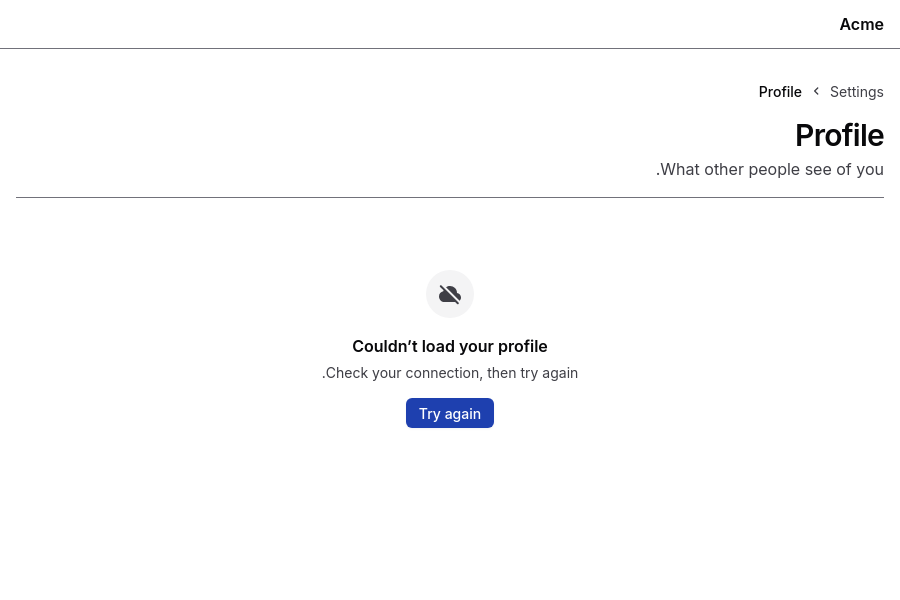 Acme
Settings
Profile
Profile
What other people see of you.
Couldn’t load your profile
Check your connection, then try again.
Try again